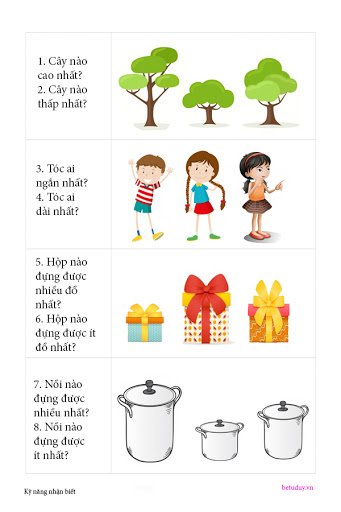 1. Cây nào
cao nhất?
2. Cây nào
thấp nhất?
3. Tóc ai
ngắn nhất?
4. Tóc ai
dài nhất?
5. Hộp nào
đựng được
nhiều đồ
nhất?
6. Hộp nào
đựng được ít
đồ nhất?
7. Nồi nào
đựng được
nhiều nhất?
8. Nồi nào
đựng được
ít nhất?
Kỹ năng nhận biết
betuduy.vn